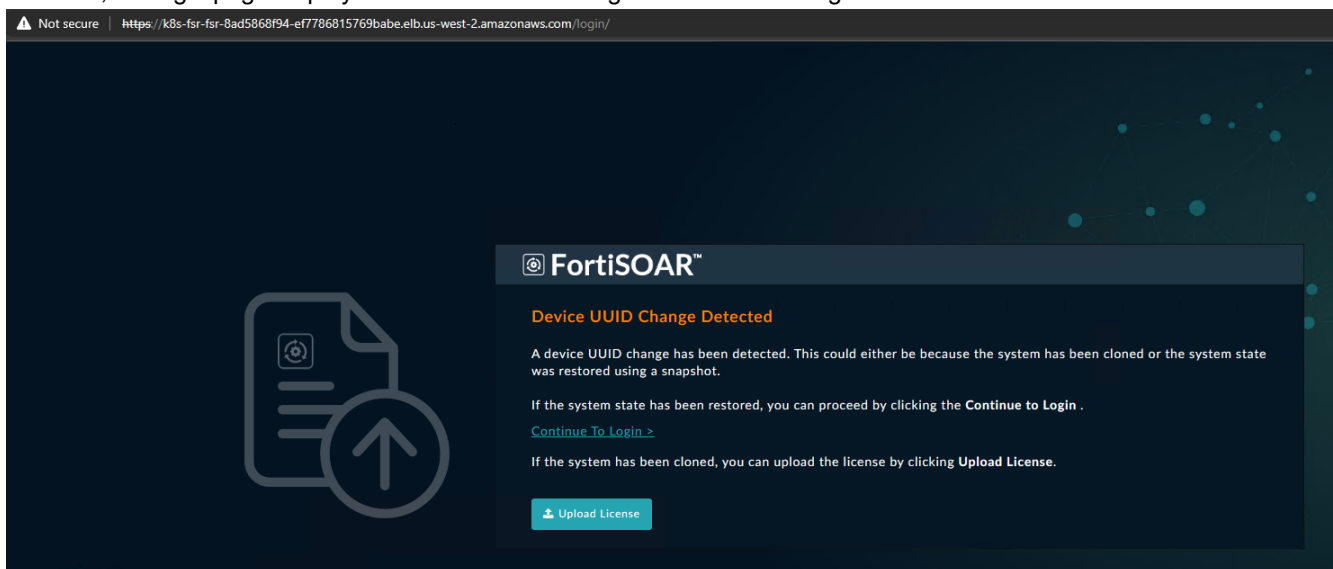 Not secure | https://k8s-fsr-fsr-8ad5868f94-ef7786815769babe.elb.us-west-2.amazonaws.com/login/
FortiSOAR™
Device UUID Change Detected
A device UUID change has been detected. This could either be because the system has been cloned or the system state
was restored using a snapshot.
If the system state has been restored, you can proceed by clicking the Continue to Login .
Continue To Login >
If the system has been cloned, you can upload the license by clicking Upload License.
Upload License